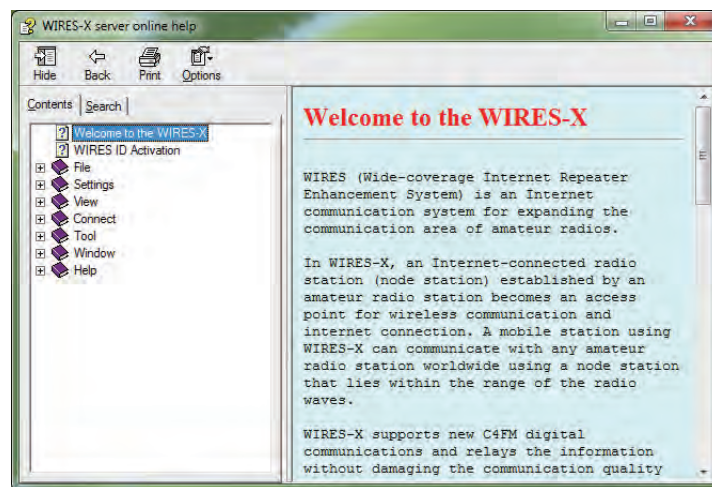 WIRES-X server online help
Hide Back Print Options
Contents Search
Welcome to the WIRES-X
WIRES ID Activation
File
Settings
View
Connect
Tool
Window
Help
Welcome to the WIRES-X
WIRES (Wide-coverage Internet Repeater
Enhancement System) is an Internet
communication system for expanding the
communication area of amateur radios.
In WIRES-X, an Internet-connected radio
station (node station) established by an
amateur radio station becomes an access
point for wireless communication and
internet connection. A mobile station using
WIRES-X can communicate with any amateur
radio station worldwide using a node station
that lies within the range of the radio
waves.
WIRES-X supports new C4FM digital
communications and relays the information
without damaging the communication quality